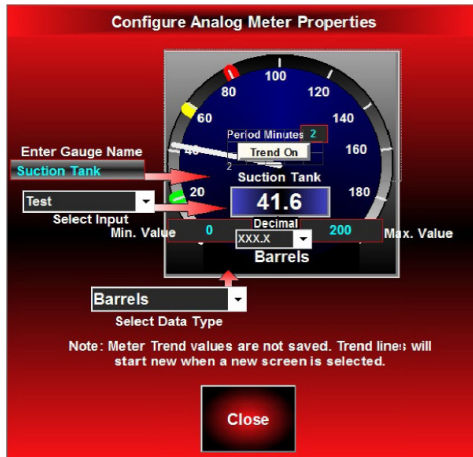 Configure Analog Meter Properties
100
80
120
60
140
Period Minutes 2
Enter Gauge Name
40
Trend On
160
2
Suction Tank
Suction Tank
Test
20
41.6
180
Select Input
Decimal
Min. Value
0
200
Max. Value
XXX.X
Barrels
Barrels
Select Data Type
Note: Meter Trend values are not saved. Trend lines will
start new when a new screen is selected.
Close